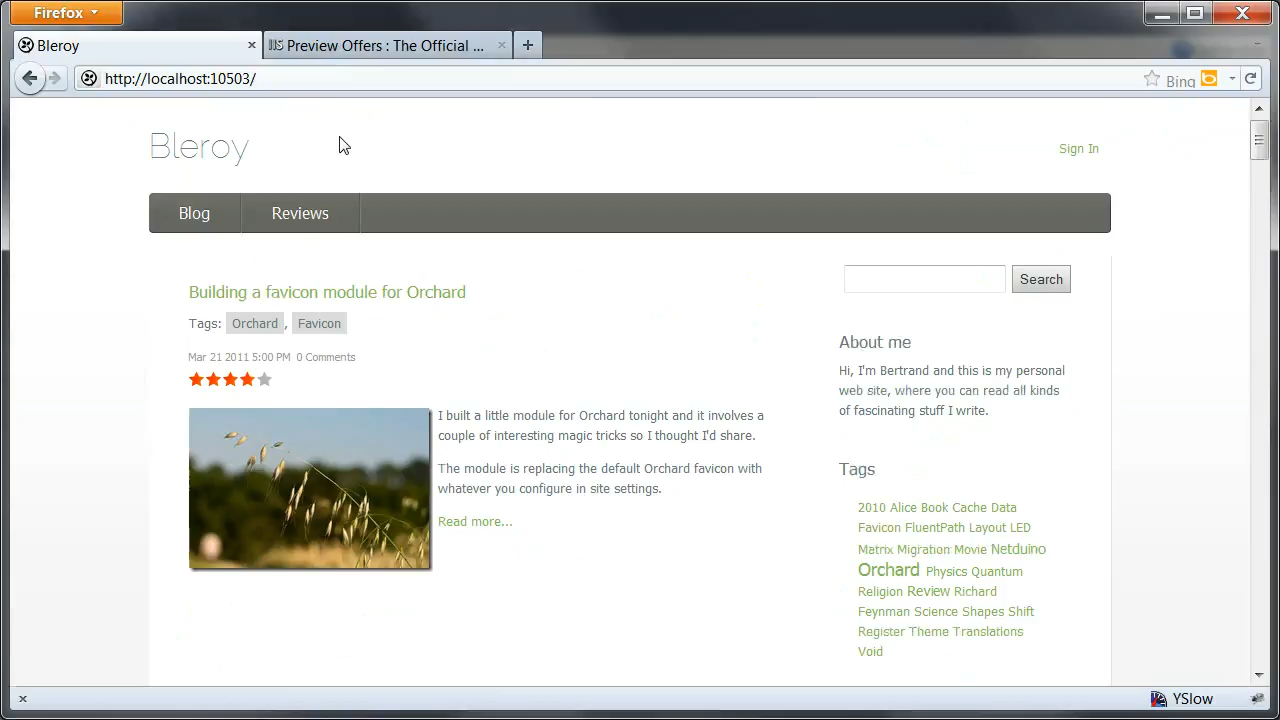 Firefox
Bleroy
IIS Preview Offers : The Official ...
http://localhost:10503/
Bing
Bleroy
Sign In
Blog
Reviews
Search
Building a favicon module for Orchard
Tags: Orchard, Favicon
Mar 21 2011 5:00 PM 0 Comments
I built a little module for Orchard tonight and it involves a
couple of interesting magic tricks so I thought I'd share.
The module is replacing the default Orchard favicon with
whatever you configure in site settings.
Read more...
About me
Hi, I'm Bertrand and this is my personal
web site, where you can read all kinds
of fascinating stuff I write.
Tags
2010 Alice Book Cache Data
Favicon FluentPath Layout LED
Matrix Migration Movie Netduino
Orchard Physics Quantum
Religion Review Richard
Feynman Science Shapes Shift
Register Theme Translations
Void
YSlow